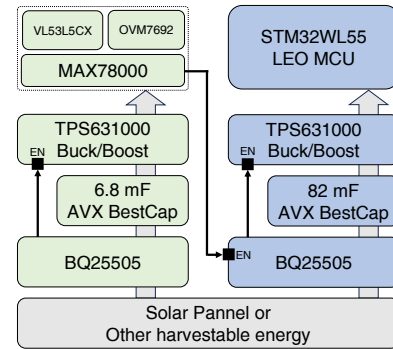 VL53L5CX
OVM7692
MAX78000
STM32WL55
LEO MCU
TPS631000
Buck/Boost
EN
TPS631000
Buck/Boost
EN
6.8 mF
AVX BestCap
82 mF
AVX BestCap
BQ25505
EN
BQ25505
Solar Pannel or
Other harvestable energy